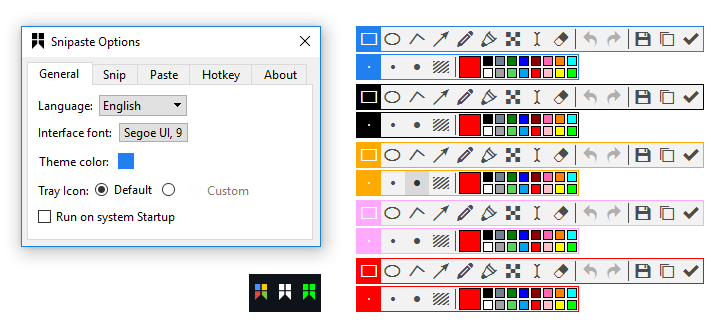 Snipaste Options
General Snip Paste Hotkey About
Language: English
Interface font: Segoe UI, 9
Theme color:
Tray Icon: Default Custom
Run on system Startup